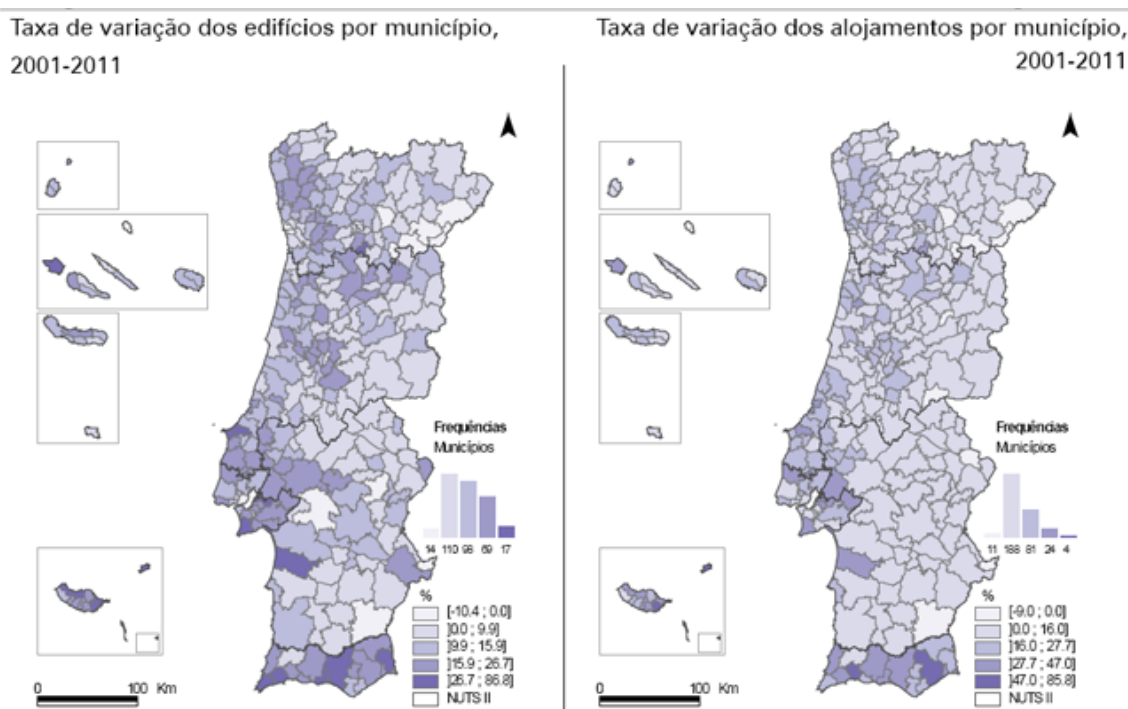 Taxa de variação dos edifícios por município,
2001-2011
Frequências
Municípios
14 110 98 69 17
%
[-10.4 ; 0.0]
]0.0 ; 9.9]
]9.9 ; 15.9]
]15.9 ; 26.7]
]26.7 ; 86.8]
NUTS II
0 100 Km
Taxa de variação dos alojamentos por município,
2001-2011
Frequências
Municípios
11 188 81 24 4
%
[-9.0 ; 0.0]
]0.0 ; 16.0]
]16.0 ; 27.7]
]27.7 ; 47.0]
]47.0 ; 85.8]
NUTS II
0 100 Km